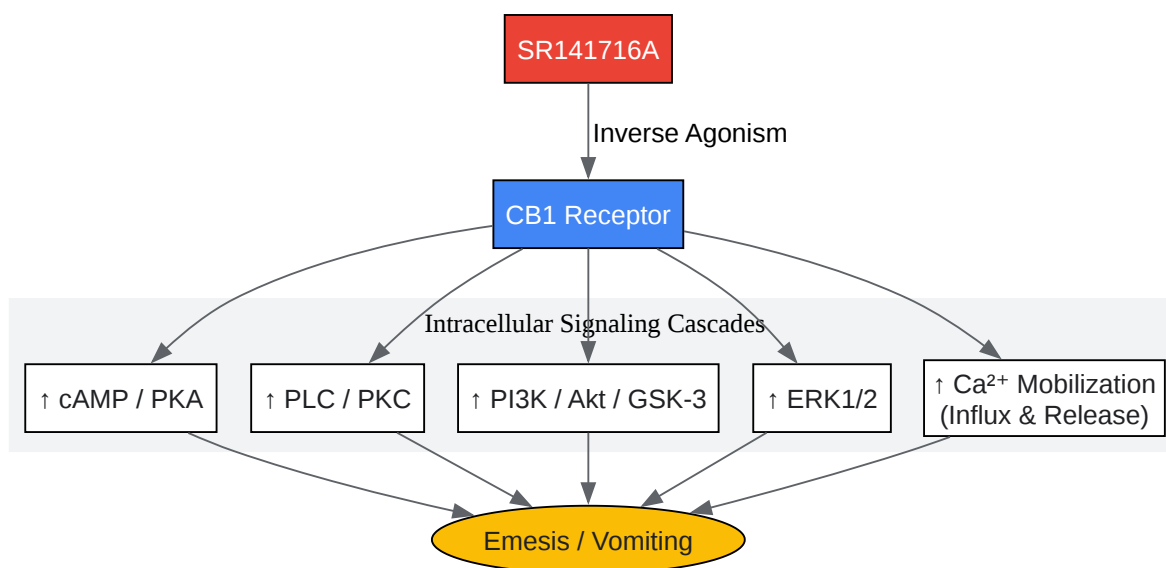 SR141716A
Inverse Agonism
CB1 Receptor
Intracellular Signaling Cascades
↑ cAMP / PKA
↑ PLC / PKC
↑ PI3K / Akt / GSK-3
↑ ERK1/2
↑ Ca²⁺ Mobilization
(Influx & Release)
Emesis / Vomiting